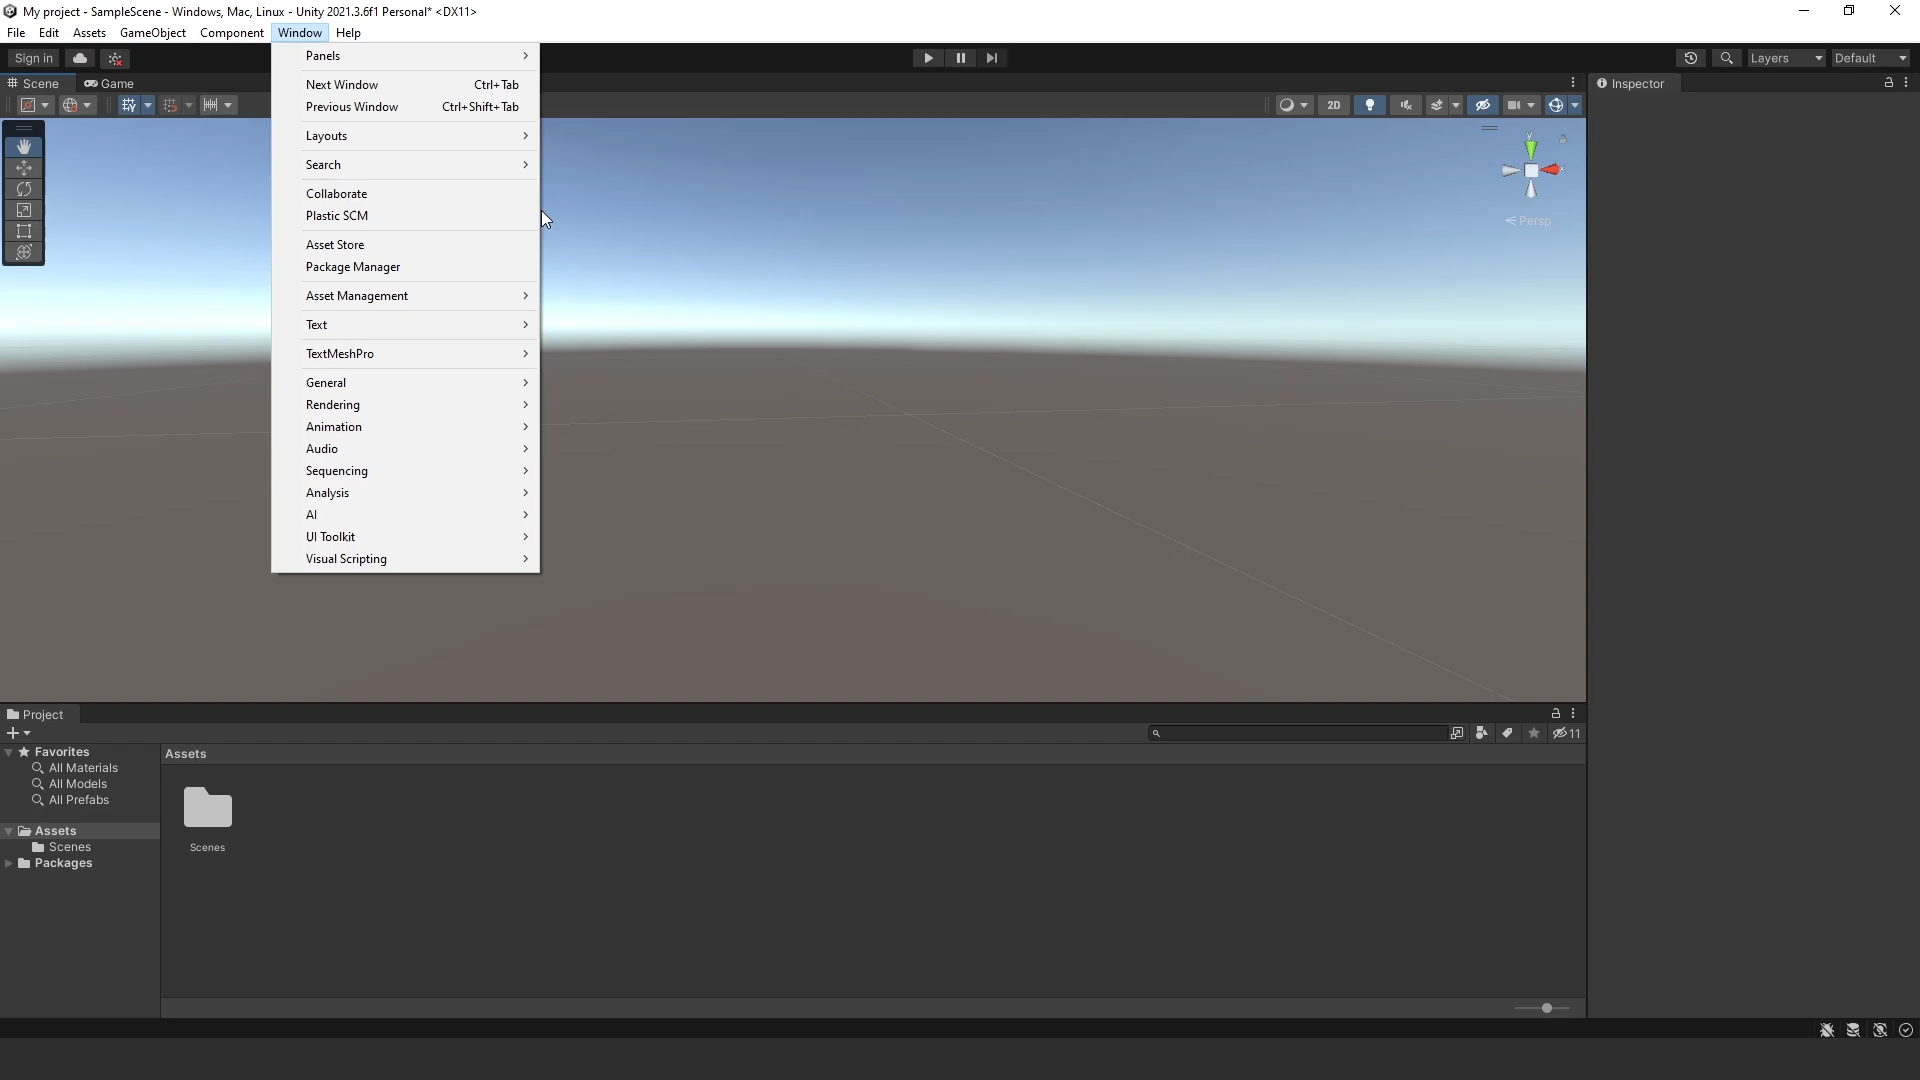 My project - SampleScene - Windows, Mac, Linux - Unity 2021.3.6f1 Personal* <DX11>
File Edit Assets GameObject Component Window Help
Sign in
Layers Default
Scene Game
Inspector
2D
Panels
Next Window Ctrl+Tab
Previous Window Ctrl+Shift+Tab
Layouts
Search
Collaborate
Plastic SCM
Asset Store
Package Manager
Asset Management
Text
TextMeshPro
General
Rendering
Animation
Audio
Sequencing
Analysis
AI
UI Toolkit
Visual Scripting
y
x
Persp
Project
11
Favorites
All Materials
All Models
All Prefabs
Assets
Scenes
Packages
Assets
Scenes